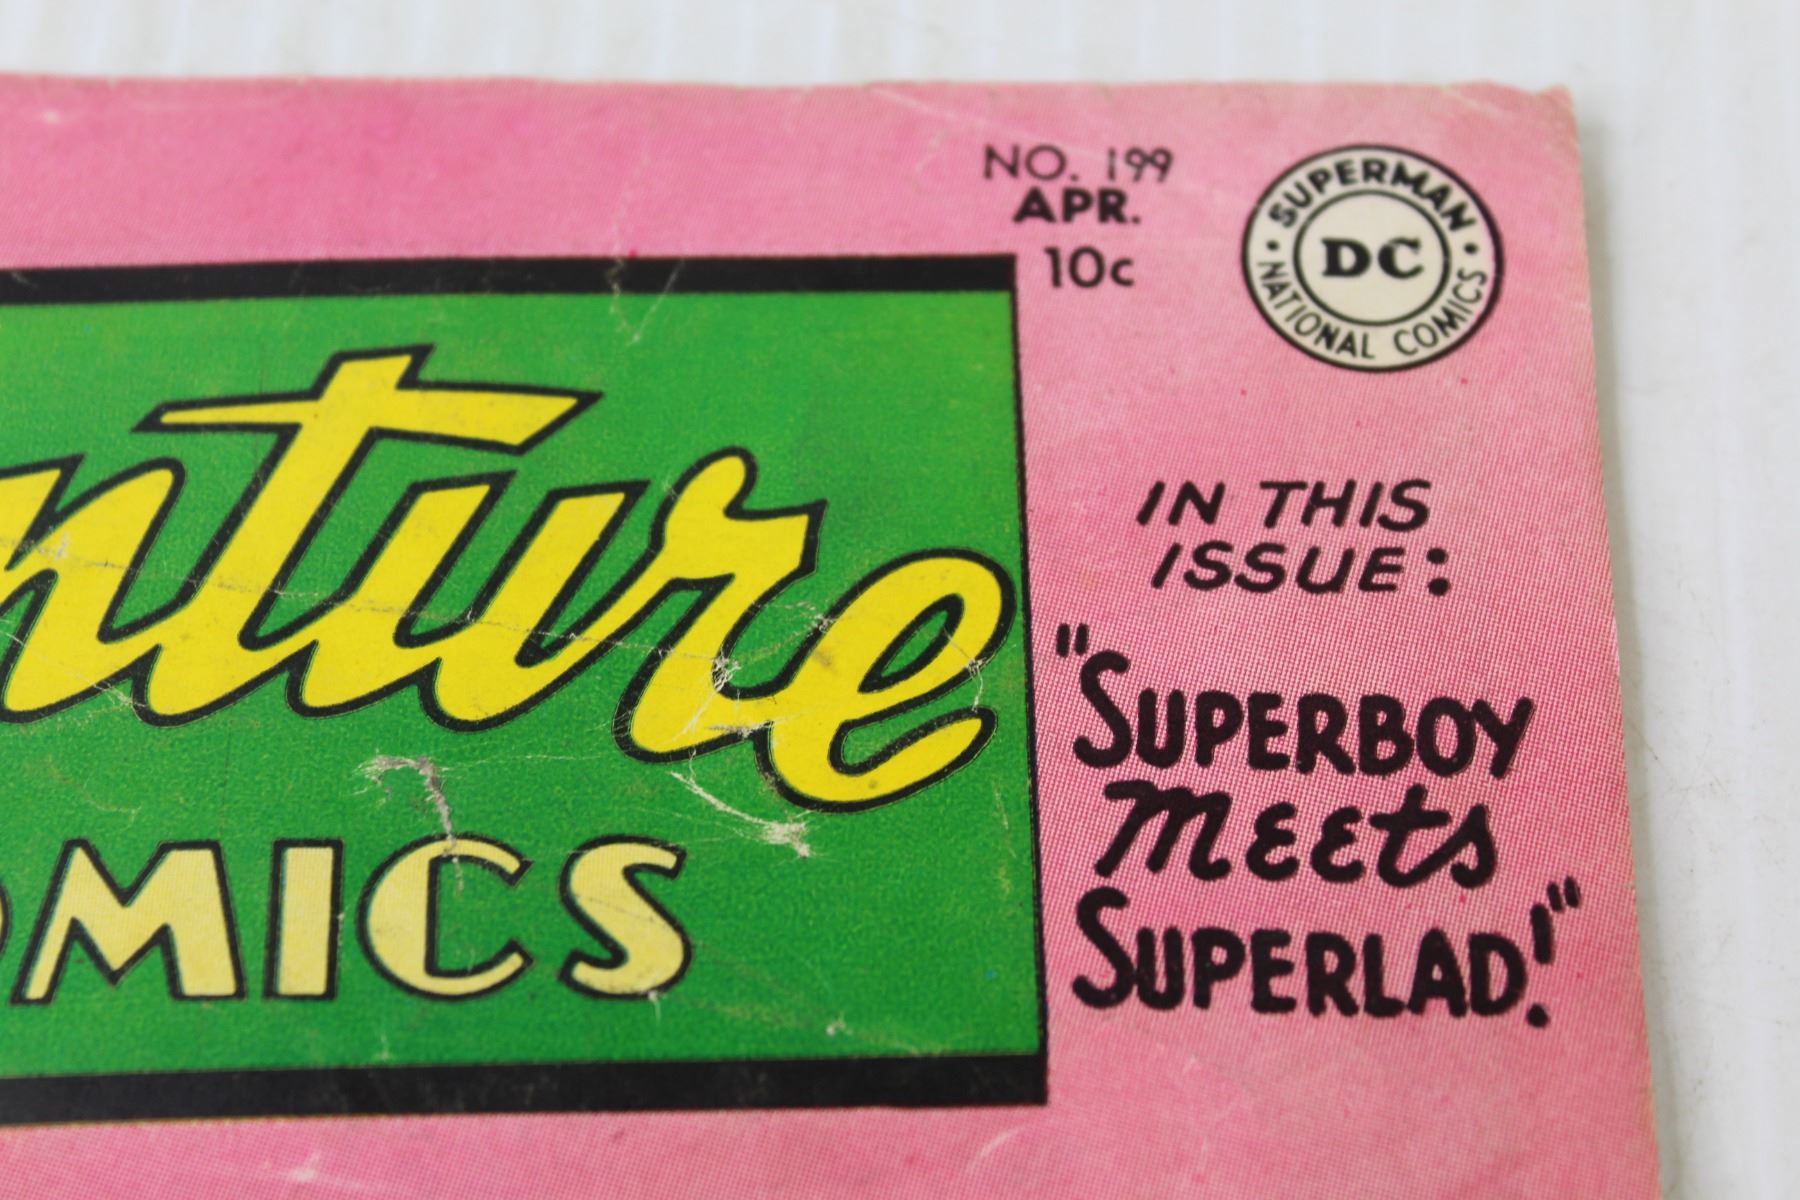 NO. 199
APR.
10c
SUPERMAN
DC
NATIONAL COMICS
nture
OMICS
IN THIS
ISSUE:
"SUPERBOY
MEETS
SUPERLAD!"